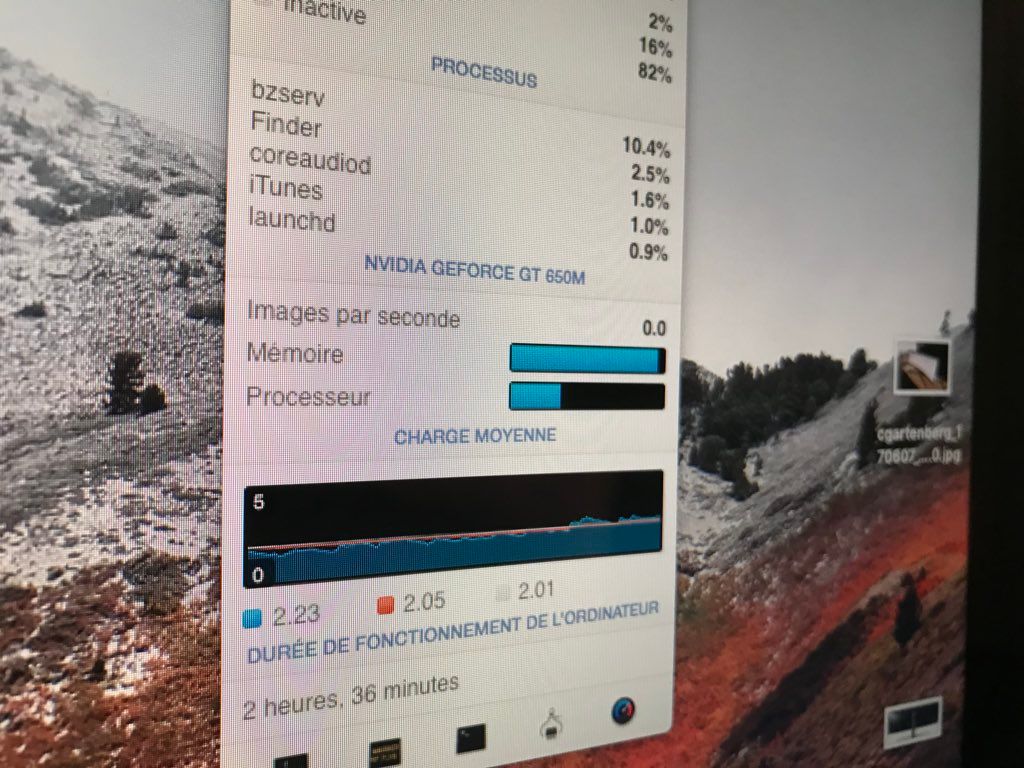 Inactive
2%
16%
82%
PROCESSUS
bzserv 10.4%
Finder 2.5%
coreaudiod 1.6%
iTunes 1.0%
launchd 0.9%
NVIDIA GEFORCE GT 650M
Images par seconde 0.0
Mémoire
Processeur
CHARGE MOYENNE
5
0
2.23 2.05 2.01
DURÉE DE FONCTIONNEMENT DE L'ORDINATEUR
2 heures, 36 minutes
cgartenberg_1
70607_...0.jpg